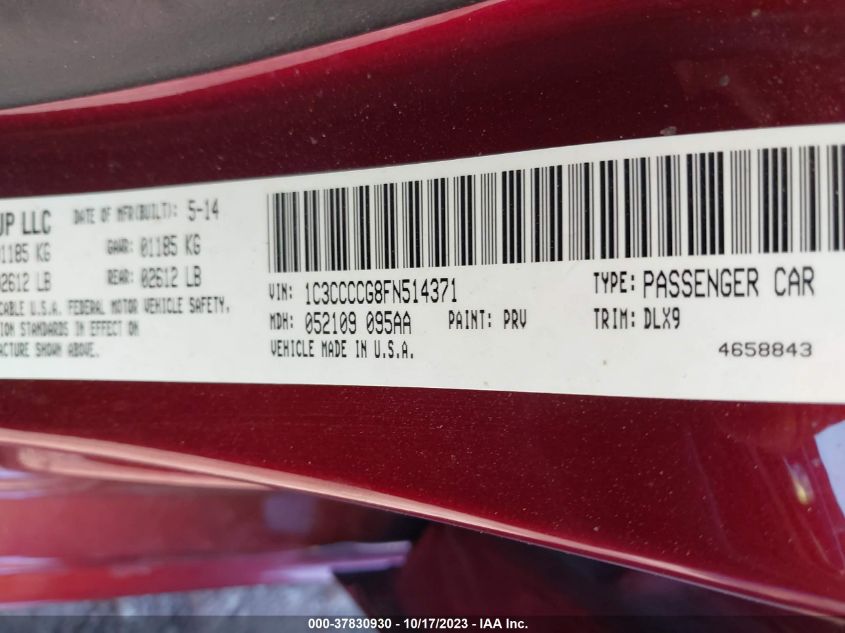 UP LLC
DATE OF MFR(BUILT): 5-14
1185 KG
GAWR: 01185 KG
02612 LB
REAR: 02612 LB
CABLE U.S.A. FEDERAL MOTOR VEHICLE SAFETY,
ION STANDARDS IN EFFECT ON
ACTURE SHOWN ABOVE.
VIN: 1C3CCCCG8FN514371
TYPE: PASSENGER CAR
MDH: 052109 095AA
PAINT: PRV
TRIM: DLX9
VEHICLE MADE IN U.S.A.
4658843
000-37830930 - 10/17/2023 - IAA Inc.